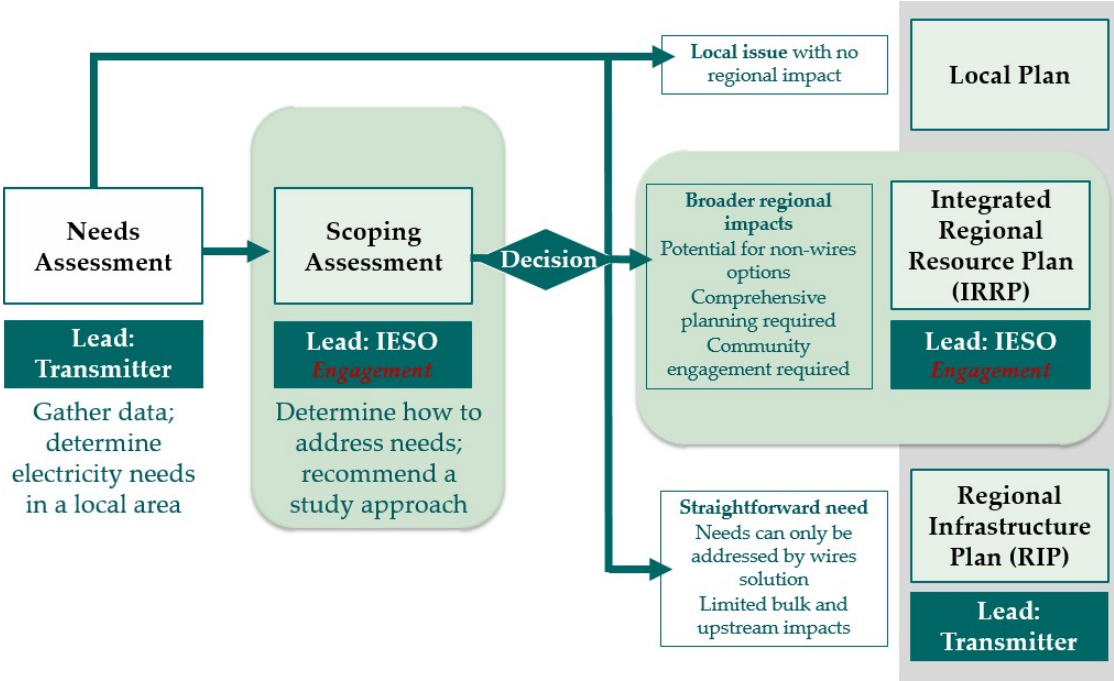 Needs
Assessment
Lead:
Transmitter
Gather data;
determine
electricity needs
in a local area
Scoping
Assessment
Lead: IESO
Engagement
Determine how to
address needs;
recommend a
study approach
Decision
Local issue with no
regional impact
Local Plan
Broader regional
impacts
Potential for non-wires
options
Comprehensive
planning required
Community
engagement required
Integrated
Regional
Resource Plan
(IRRP)
Lead: IESO
Engagement
Straightforward need
Needs can only be
addressed by wires
solution
Limited bulk and
upstream impacts
Regional
Infrastructure
Plan (RIP)
Lead:
Transmitter